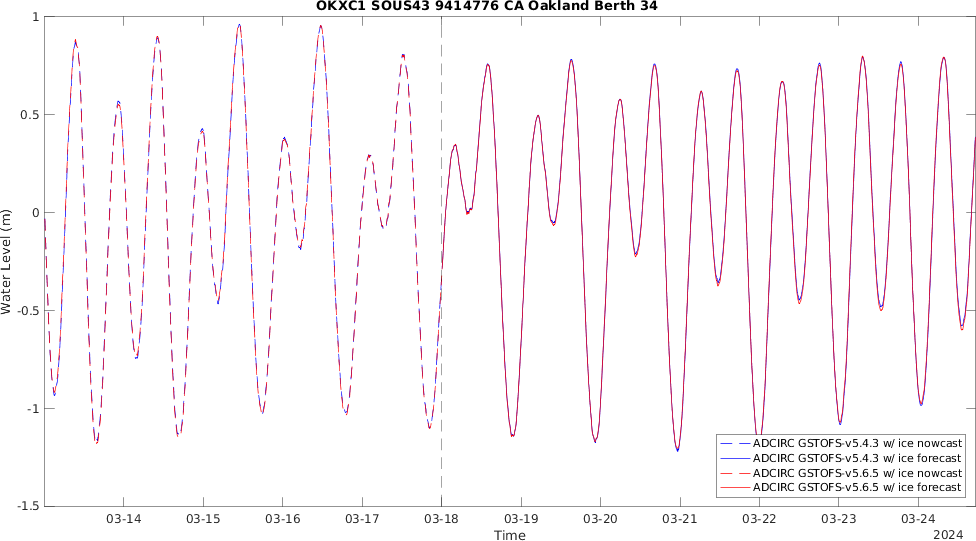 OKXC1 SOUS43 9414776 CA Oakland Berth 34
Water Level (m)
1
0.5
0
-0.5
-1
-1.5
ADCIRC GSTOFS-v5.4.3 w/ ice nowcast
ADCIRC GSTOFS-v5.4.3 w/ ice forecast
ADCIRC GSTOFS-v5.6.5 w/ ice nowcast
ADCIRC GSTOFS-v5.6.5 w/ ice forecast
03-14 03-15 03-16 03-17 03-18 03-19 03-20 03-21 03-22 03-23 03-24
Time
2024